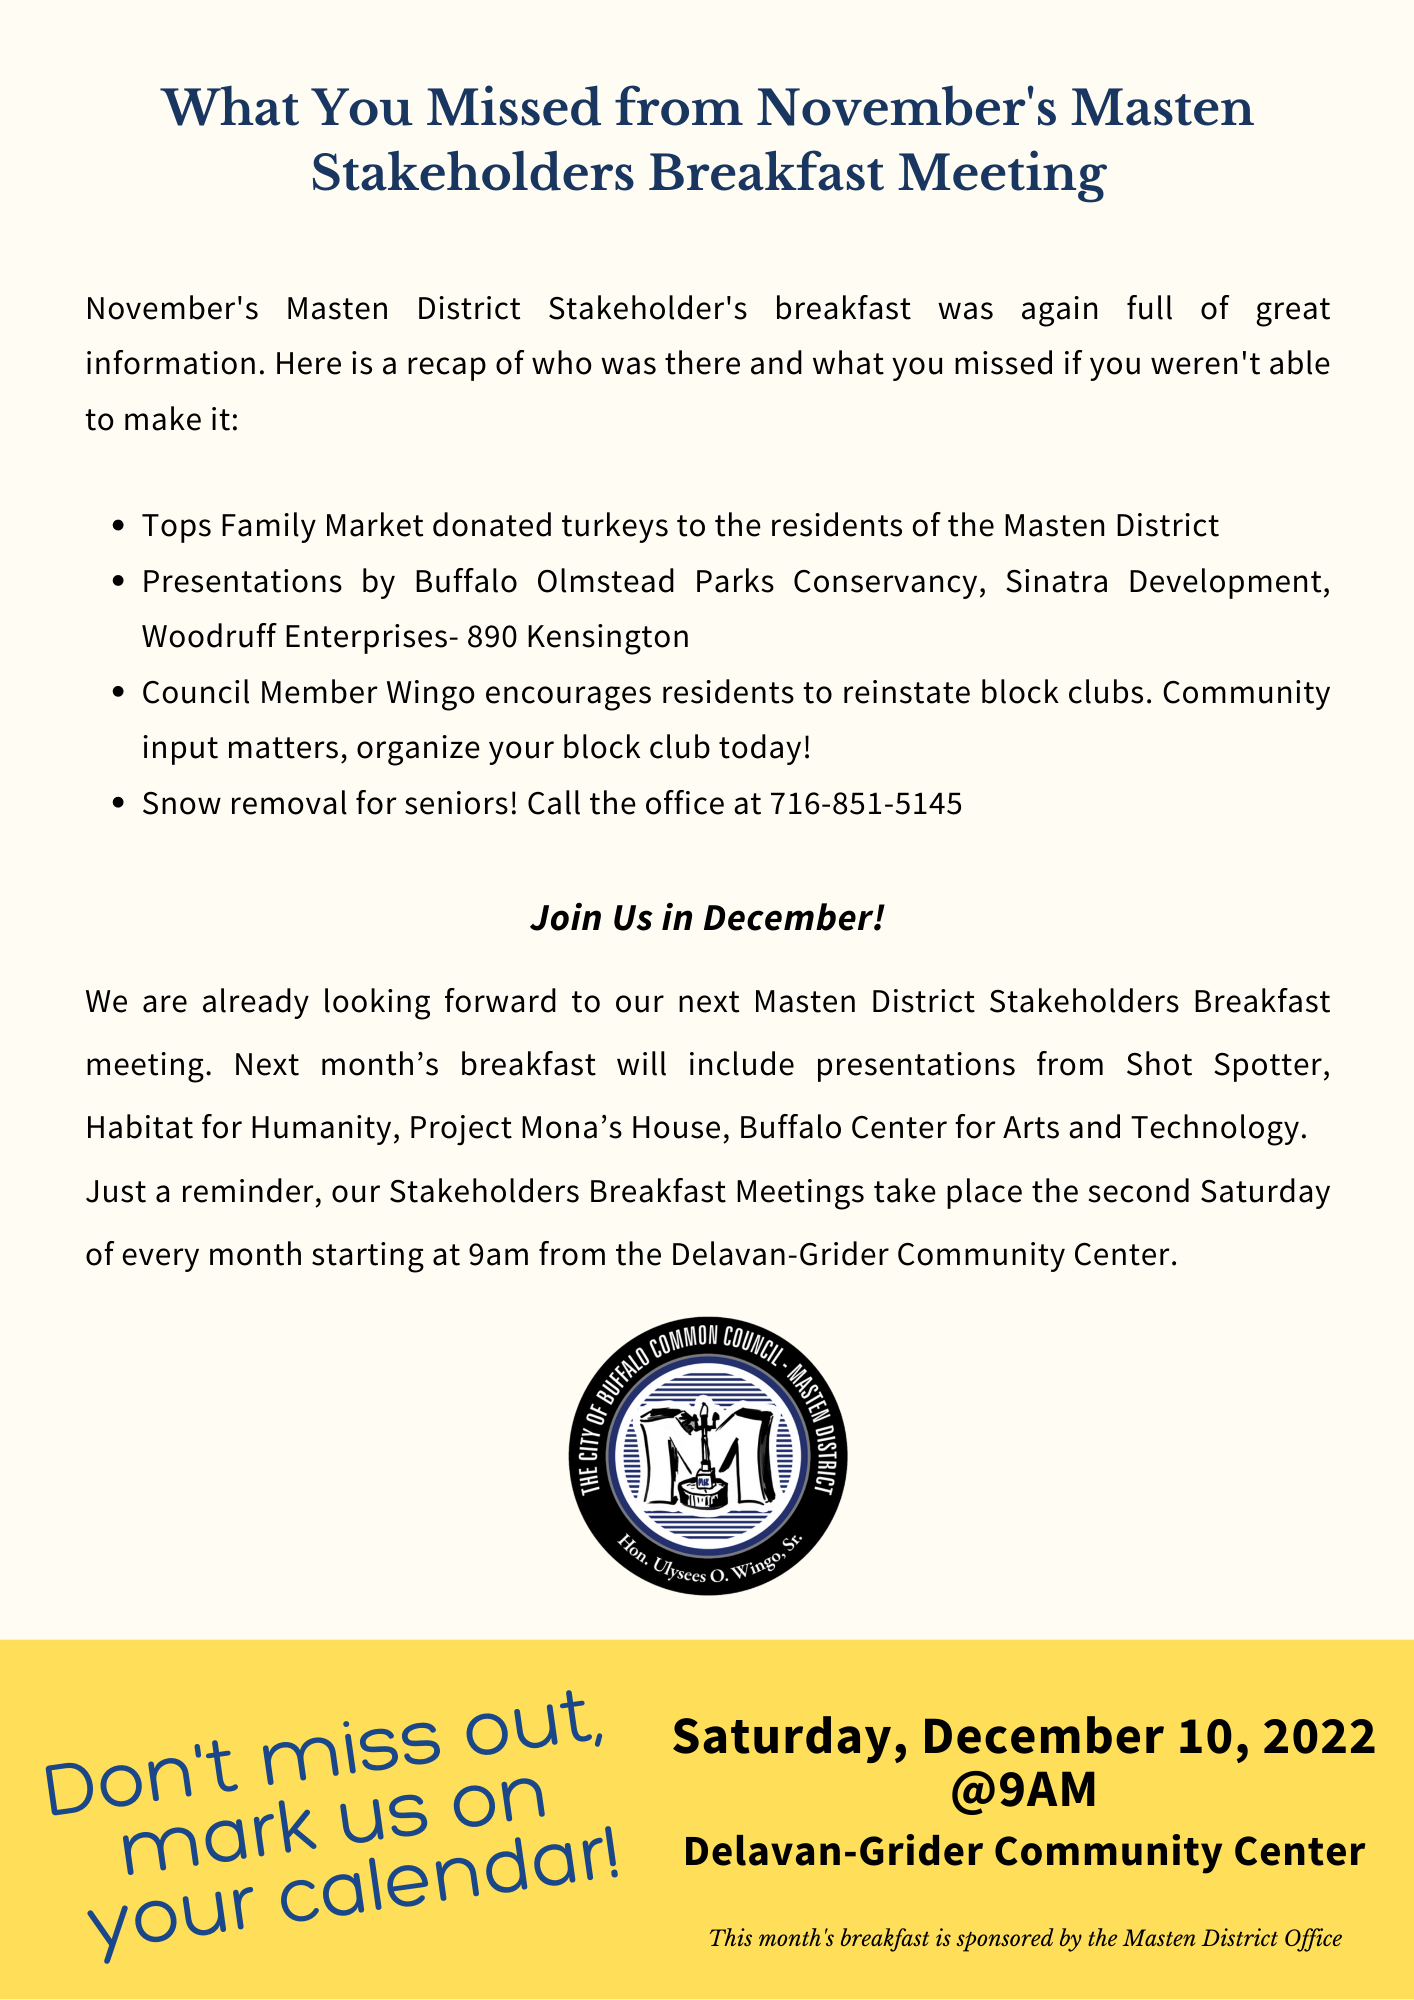 What You Missed from November's Masten
Stakeholders Breakfast Meeting
November's Masten District Stakeholder's breakfast was again full of great
information. Here is a recap of who was there and what you missed if you weren't able
to make it:
• Tops Family Market donated turkeys to the residents of the Masten District
• Presentations by Buffalo Olmstead Parks Conservancy, Sinatra Development,
Woodruff Enterprises- 890 Kensington
• Council Member Wingo encourages residents to reinstate block clubs. Community
input matters, organize your block club today!
• Snow removal for seniors! Call the office at 716-851-5145
Join Us in December!
We are already looking forward to our next Masten District Stakeholders Breakfast
meeting. Next month’s breakfast will include presentations from Shot Spotter,
Habitat for Humanity, Project Mona’s House, Buffalo Center for Arts and Technology.
Just a reminder, our Stakeholders Breakfast Meetings take place the second Saturday
of every month starting at 9am from the Delavan-Grider Community Center.
THE CITY OF BUFFALO COMMON COUNCIL - MASTEN DISTRICT
M
Hon. Ulysees O. Wingo, Sr.
Don't miss out,
mark us on
your calendar!
Saturday, December 10, 2022
@9AM
Delavan-Grider Community Center
This month's breakfast is sponsored by the Masten District Office